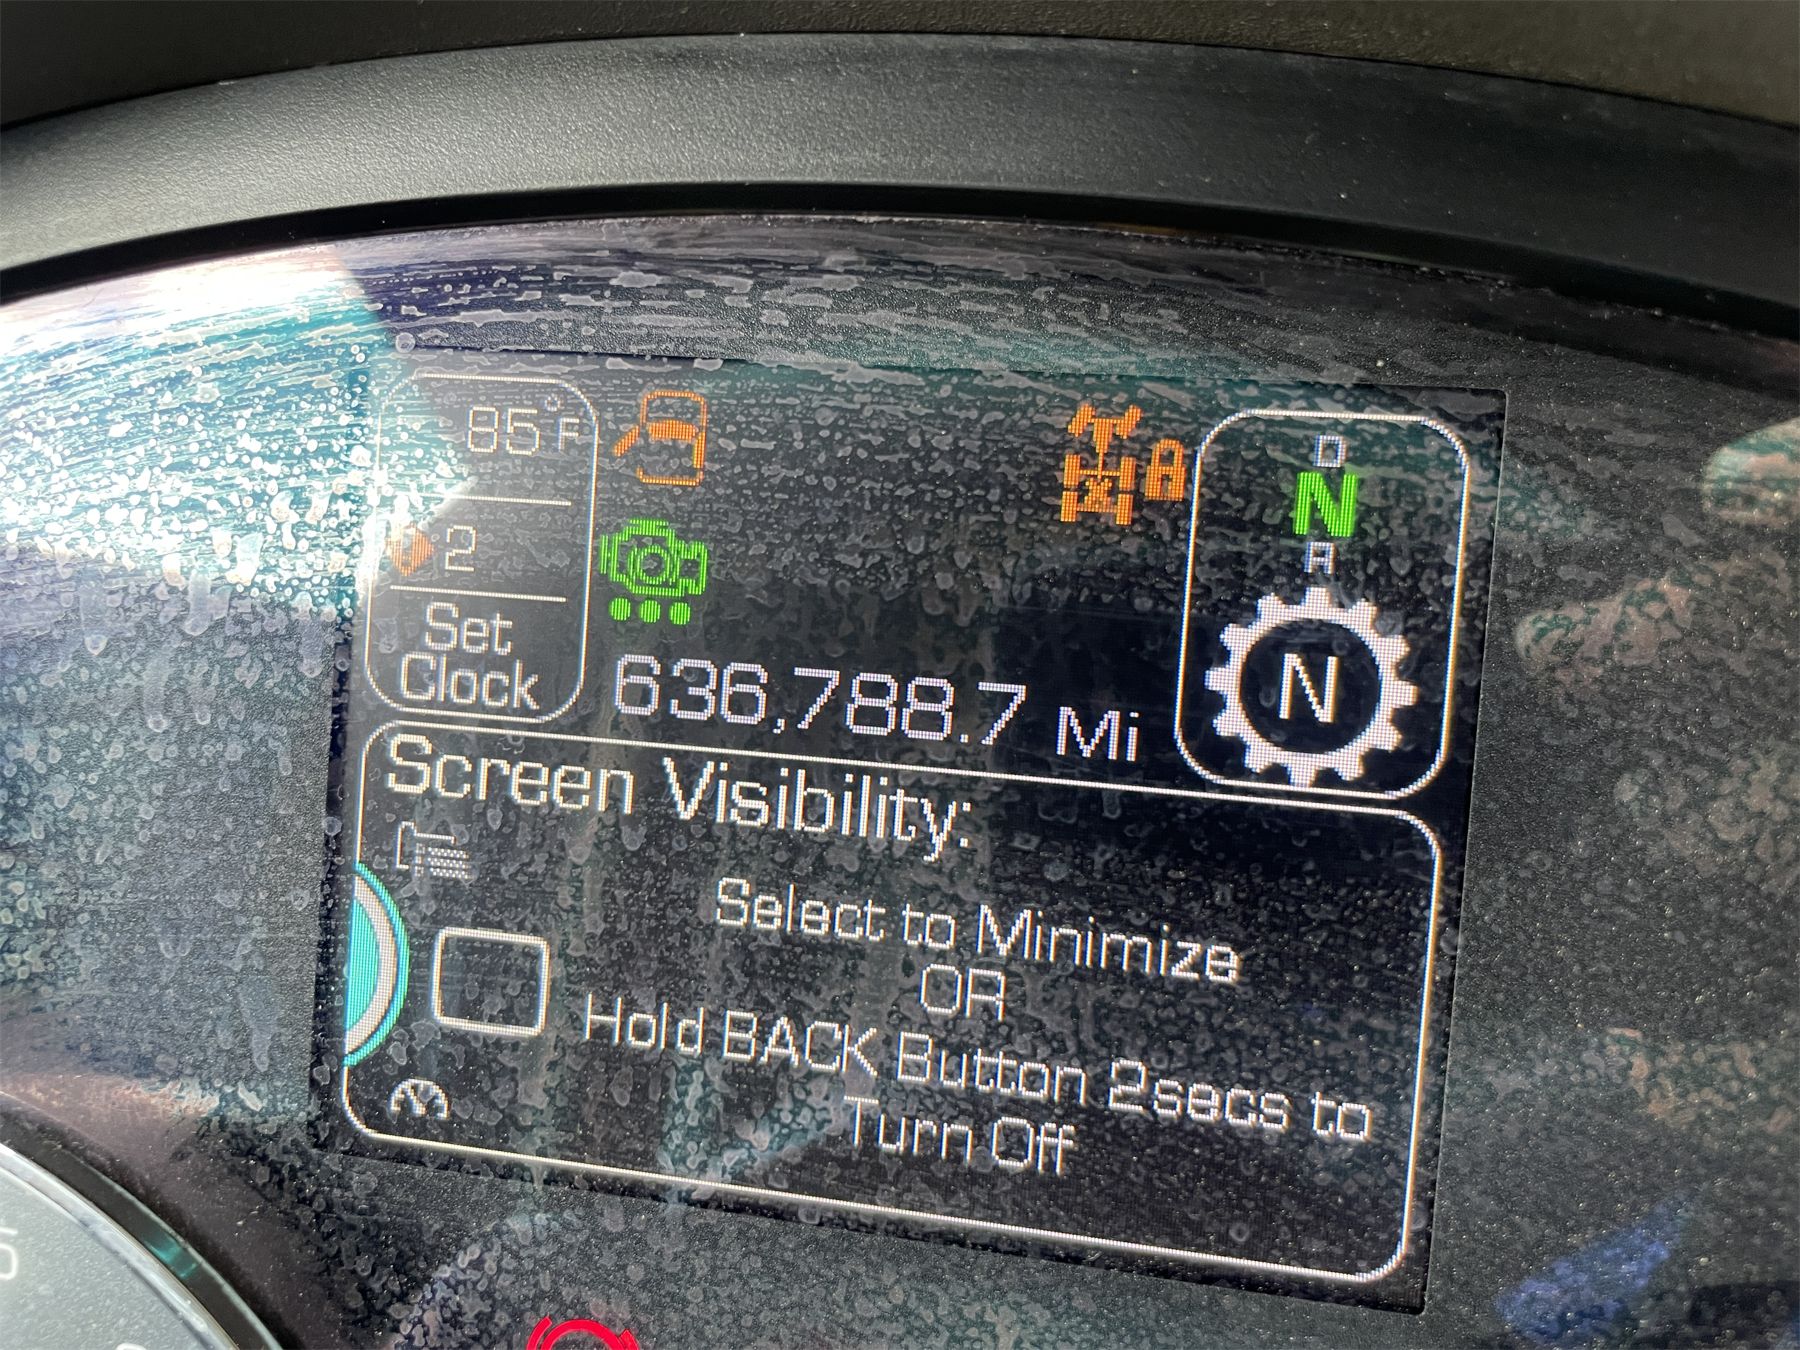 85°F
2
Set
Clock
D
N
R
N
636,788.7 Mi
Screen Visibility:
Select to Minimize
OR
Hold BACK Button 2secs to
Turn Off